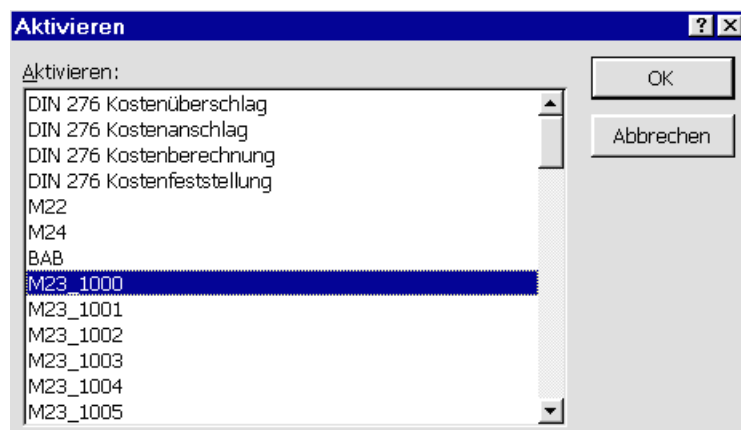 Aktivieren
Aktivieren:
DIN 276 Kostenüberschlag
DIN 276 Kostenanschlag
DIN 276 Kostenberechnung
DIN 276 Kostenfeststellung
M22
M24
BAB
M23_1000
M23_1001
M23_1002
M23_1003
M23_1004
M23_1005
OK
Abbrechen